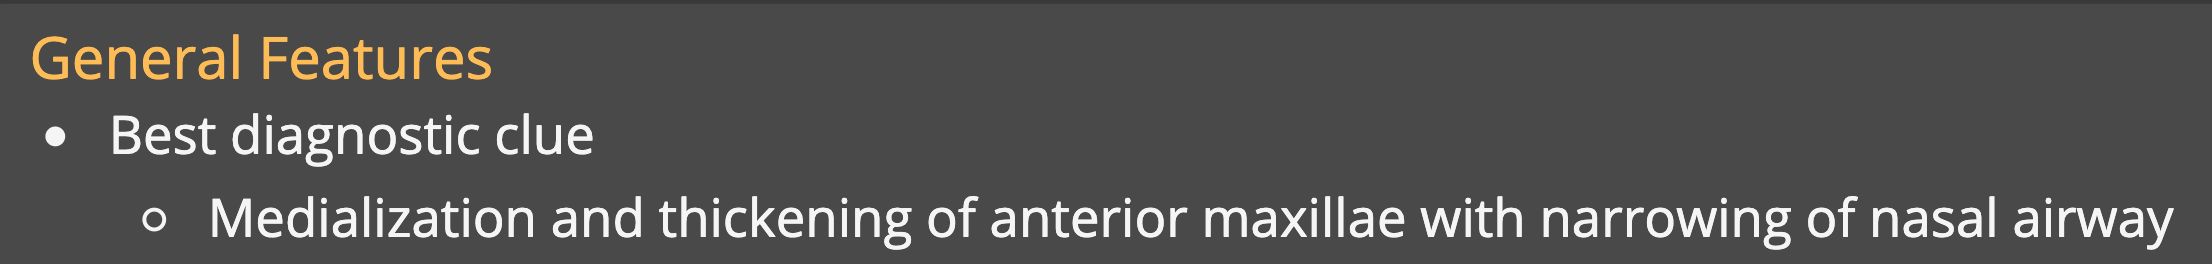 General Features
• Best diagnostic clue
○ Medialization and thickening of anterior maxillae with narrowing of nasal airway